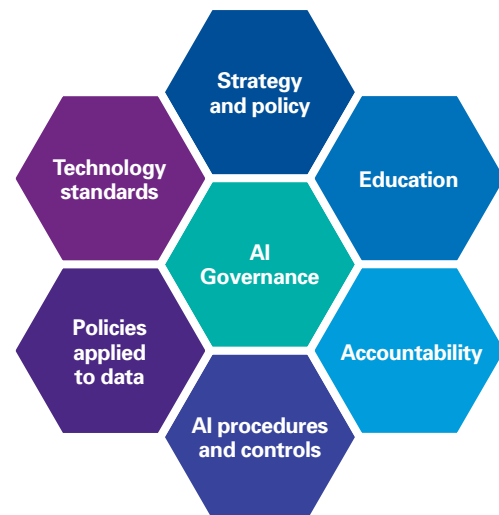 Strategy
and policy
Technology
standards
Education
AI
Governance
Policies
applied
to data
Accountability
AI procedures
and controls